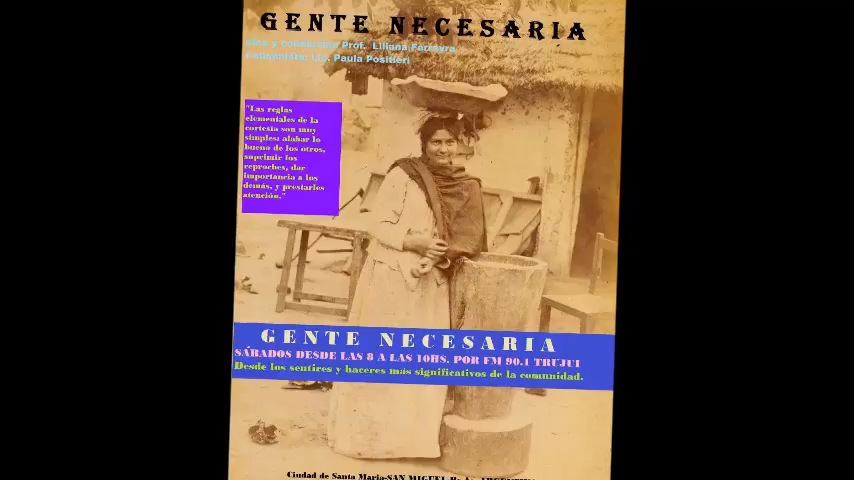 GENTE NECESARIA
y conducción Prof. Liliana Ferreyra
Columnista: Lic. Paula Positieri
"Las reglas
elementales de la
cortesía son muy
simples: alabar lo
bueno de los otros,
suprimir los
reproches, dar
importancia a los
demás, y prestarles
atención."
GENTE NECESARIA
SÁBADOS DESDE LAS 8 A LAS 10HS. POR FM 90.1 TRUJUI
Desde los sentires y haceres más significativos de la comunidad.
Ciudad de Santa María-SAN MIGUEL